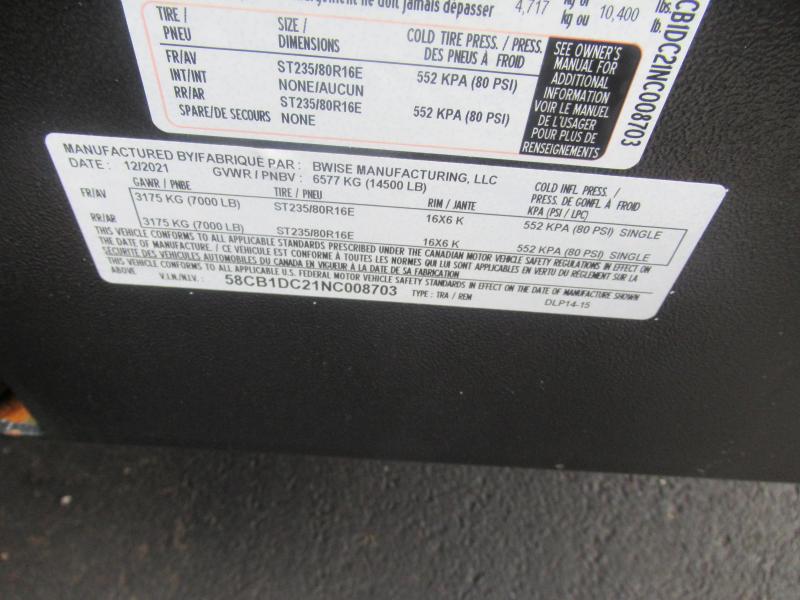 ne doit jamais dépasser 4,717 kg ou 10,400 lb.
lbs.
TIRE / PNEU SIZE / DIMENSIONS COLD TIRE PRESS. / PRESS. DES PNEUS À FROID
FR/AV ST235/80R16E 552 KPA (80 PSI)
INT/INT NONE/AUCUN
RR/AR ST235/80R16E 552 KPA (80 PSI)
SPARE/DE SECOURS NONE
SEE OWNER'S
MANUAL FOR
ADDITIONAL
INFORMATION
VOIR LE MANUEL
DE L'USAGER
POUR PLUS DE
RENSEIGNEMENTS
CB1DC21NC008703
MANUFACTURED BY/FABRIQUE PAR : BWISE MANUFACTURING, LLC
DATE : 12/2021 GVWR / PNBV : 6577 KG (14500 LB)
GAWR / PNBE TIRE / PNEU RIM / JANTE COLD INFL. PRESS. / PRESS. DE GONFL À FROID KPA (PSI / LPC)
FR/AV 3175 KG (7000 LB) ST235/80R16E 16X6 K 552 KPA (80 PSI) SINGLE
RR/AR 3175 KG (7000 LB) ST235/80R16E 16X6 K 552 KPA (80 PSI) SINGLE
THIS VEHICLE CONFORMS TO ALL APPLICABLE STANDARDS PRESCRIBED UNDER THE CANADIAN MOTOR VEHICLE SAFETY REGULATIONS IN EFFECT ON
THE DATE OF MANUFACTURE. / CE VÉHICULE EST CONFORME À TOUTES LES NORMES QUI LUI SONT APPLICABLES EN VERTU DU RÈGLEMENT SUR LA
SÉCURITÉ DES VÉHICULES AUTOMOBILES DU CANADA EN VIGUEUR À LA DATE DE SA FABRICATION
THIS VEHICLE CONFORMS TO ALL APPLICABLE U.S. FEDERAL MOTOR VEHICLE SAFETY STANDARDS IN EFFECT ON THE DATE OF MANUFACTURE SHOWN
ABOVE V.I.N./N.I.V. : 58CB1DC21NC008703 TYPE : TRA / REM DLP14-15